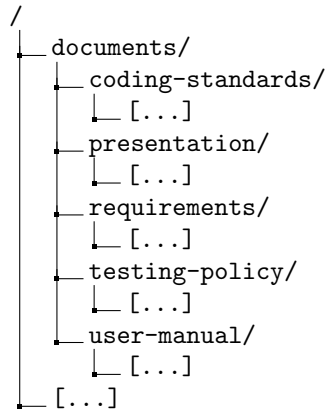 /
documents/
coding-standards/
[...]
presentation/
[...]
requirements/
[...]
testing-policy/
[...]
user-manual/
[...]
[...]